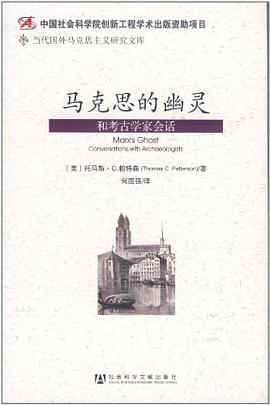 中国社会科学院创新工程学术出版资助项目
当代国外马克思主义研究文库
马克思的幽灵
和考古学家会话
Marx's Ghost
Conversations with Archaeologists
〔美〕托马斯·C.帕特森(Thomas C. Patterson)/著
何国强/译
社会科学文献出版社
SOCIAL SCIENCES ACADEMIC PRESS(CHINA)